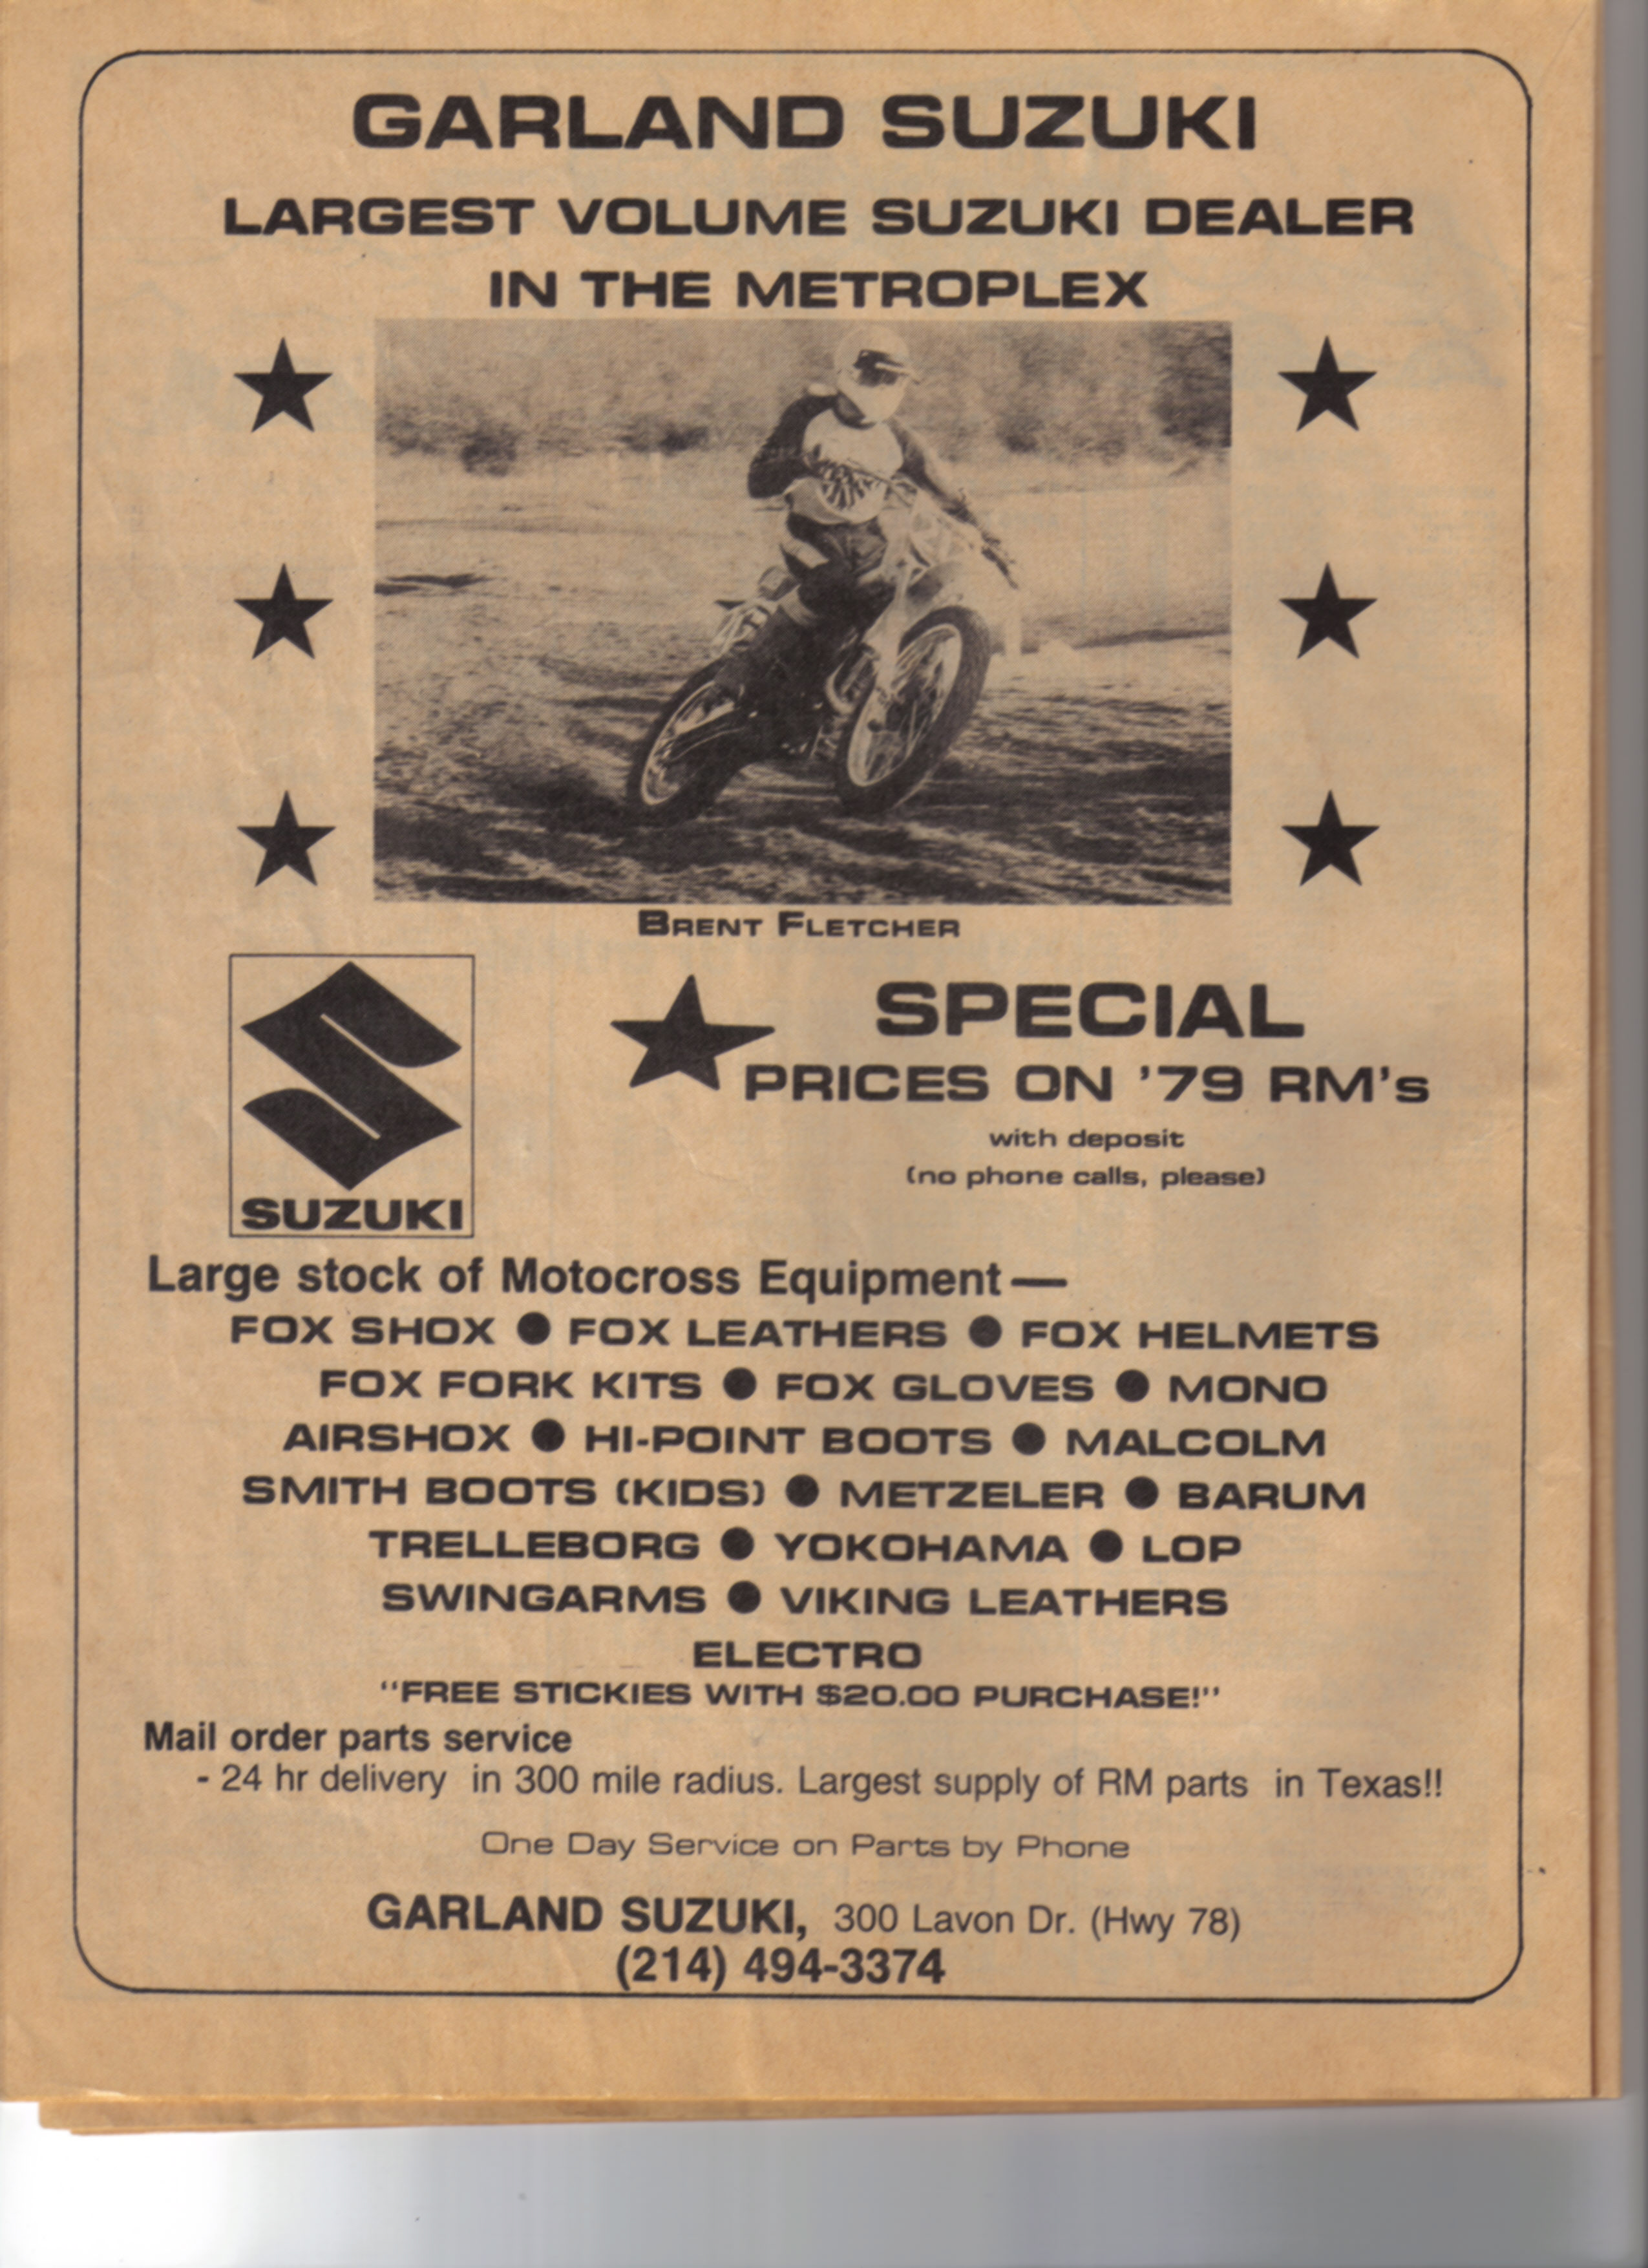 GARLAND SUZUKI
LARGEST VOLUME SUZUKI DEALER
IN THE METROPLEX
BRENT FLETCHER
SUZUKI
SPECIAL
PRICES ON '79 RM's
with deposit
(no phone calls, please)
Large stock of Motocross Equipment—
FOX SHOX ● FOX LEATHERS ● FOX HELMETS
FOX FORK KITS ● FOX GLOVES ● MONO
AIRSHOX ● HI-POINT BOOTS ● MALCOLM
SMITH BOOTS (KIDS) ● METZELER ● BARUM
TRELLEBORG ● YOKOHAMA ● LOP
SWINGARMS ● VIKING LEATHERS
ELECTRO
"FREE STICKIES WITH $20.00 PURCHASE!"
Mail order parts service
- 24 hr delivery in 300 mile radius. Largest supply of RM parts in Texas!!
One Day Service on Parts by Phone
GARLAND SUZUKI, 300 Lavon Dr. (Hwy 78)
(214) 494-3374